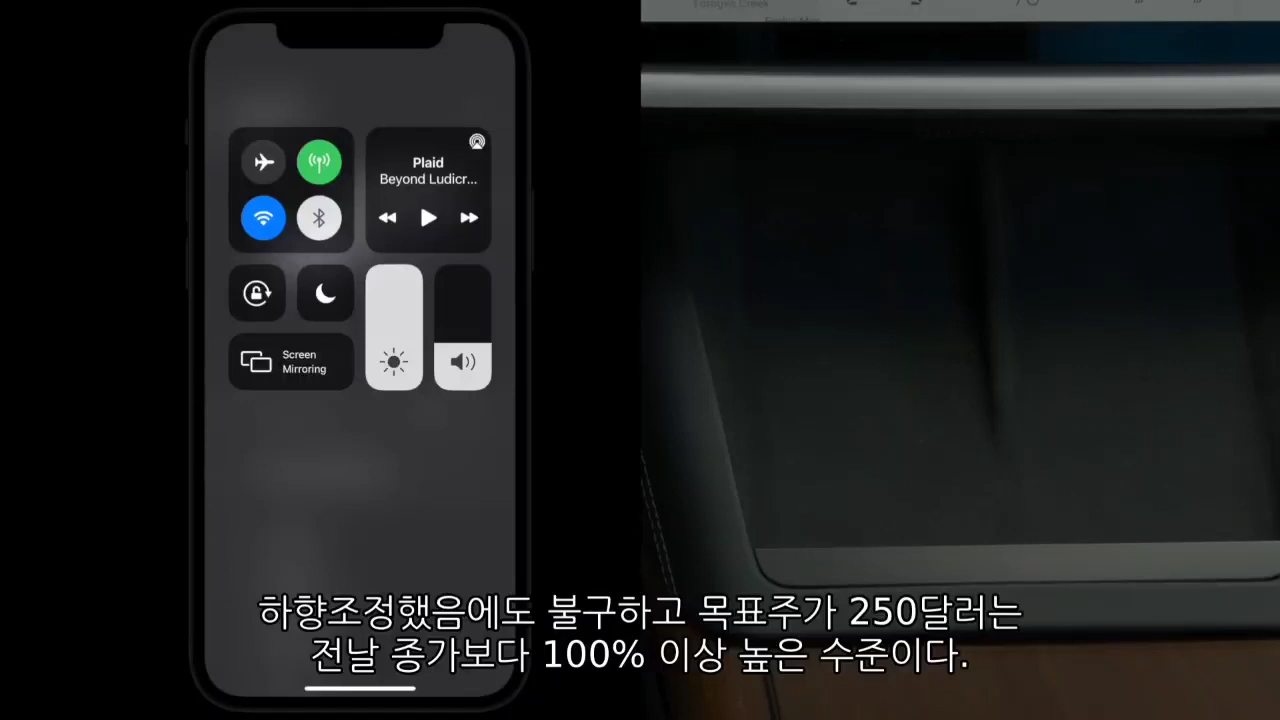 Plaid
Beyond Ludicr...
Screen
Mirroring
하향조정했음에도 불구하고 목표주가 250달러는
전날 종가보다 100% 이상 높은 수준이다.